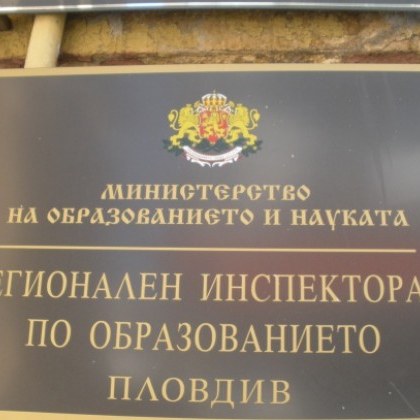 МИНИСТЕРСТВО
НА ОБРАЗОВАНИЕТО И НАУКАТА
ЕГИОНАЛЕН ИНСПЕКТОРА
ПО ОБРАЗОВАНИЕТО
ПЛОВДИВ